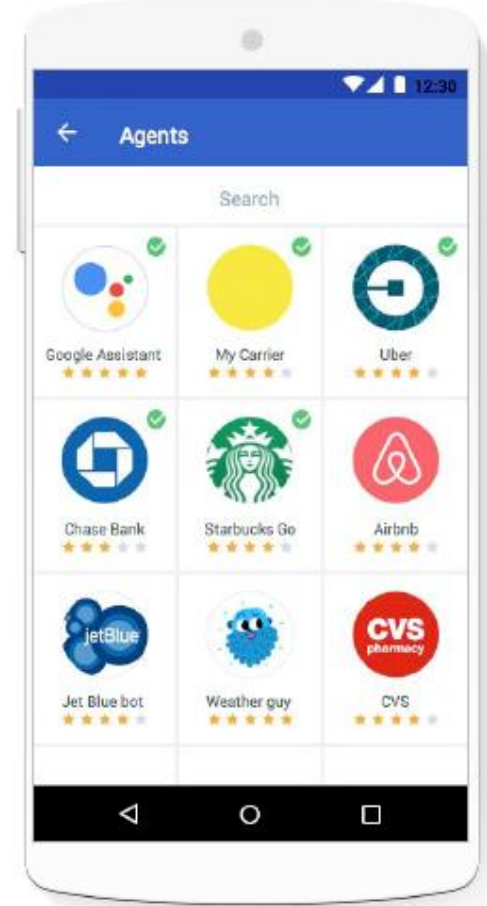 12:30
Agents
Search
Google Assistant
My Carrier
Uber
Chase Bank
Starbucks Go
Airbnb
jetBlue
CVS
pharmacy
Jet Blue bot
Weather guy
CVS